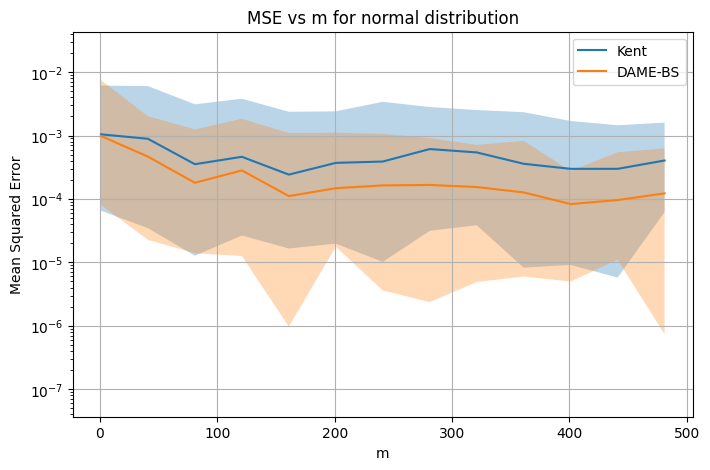 MSE vs m for normal distribution
Kent
DAME-BS
Mean Squared Error
10⁻²
10⁻³
10⁻⁴
10⁻⁵
10⁻⁶
10⁻⁷
0 100 200 300 400 500
m